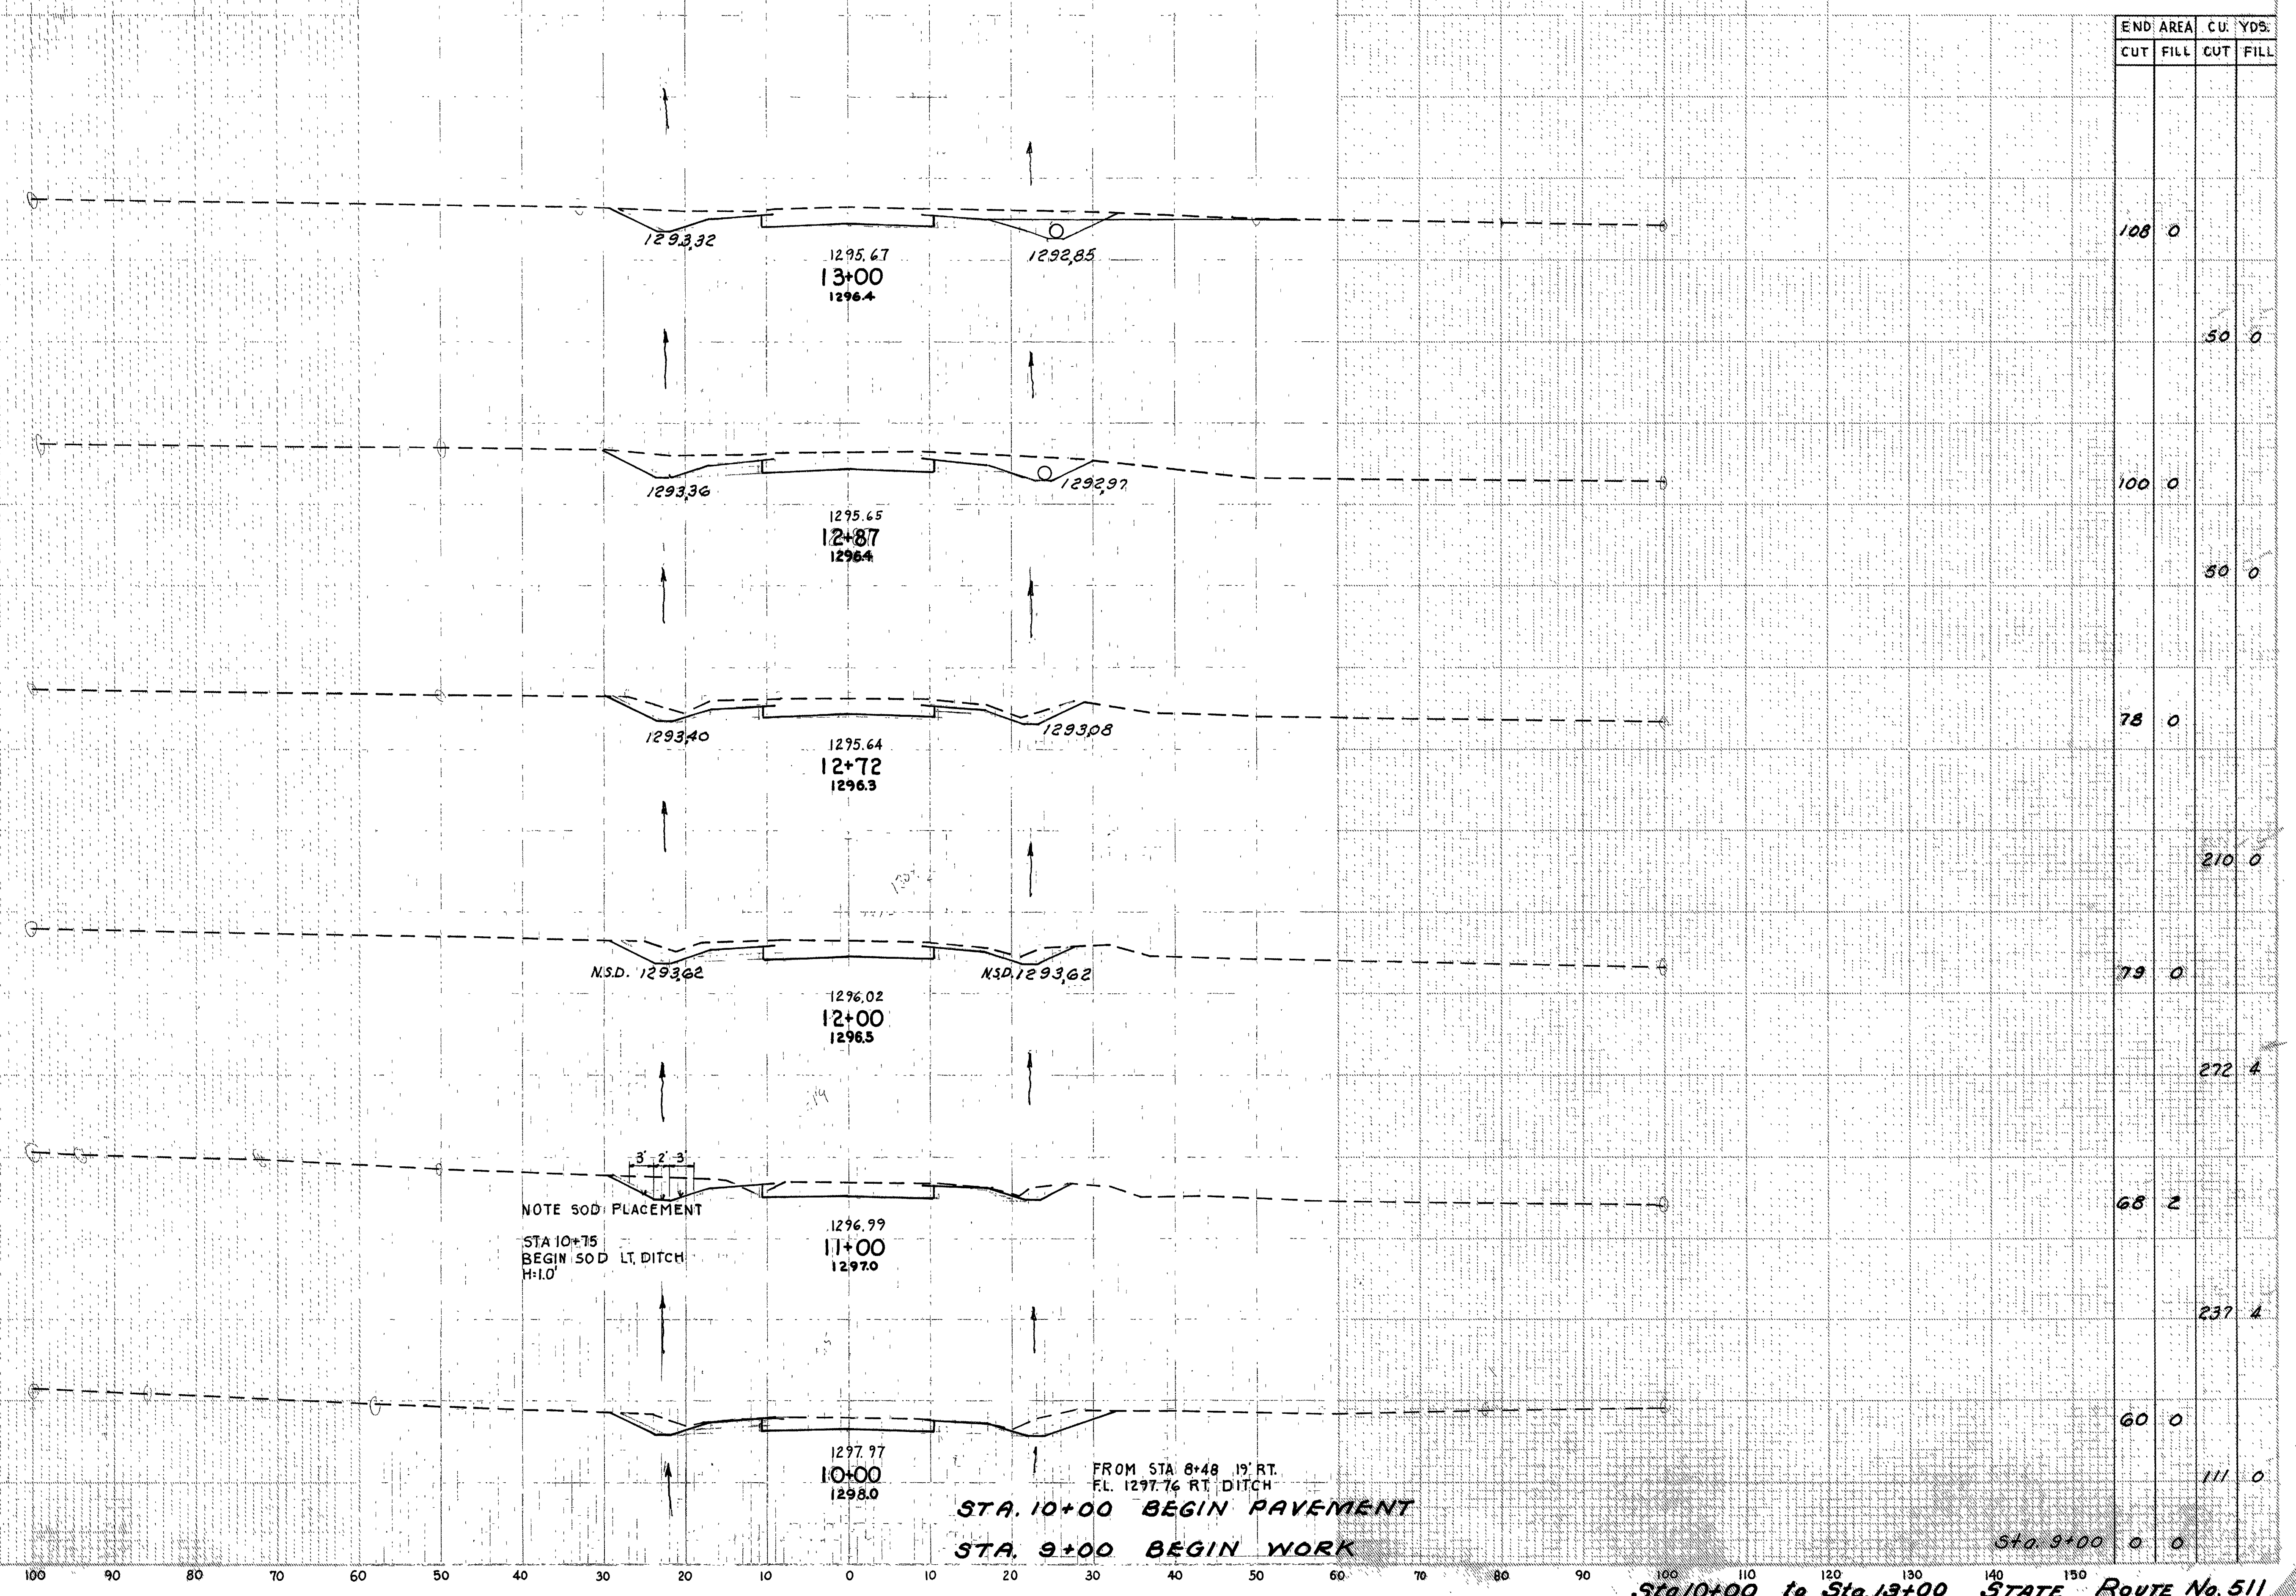 END AREA CU. YDS.
CUT FILL CUT FILL
1293.32
1292.85
108 0
1295.67
13+00
1296.4
50 0
1293.36
1292.97
100 0
1295.65
12+87
1296.4
50 0
1293.40
1293.08
78 0
1295.64
12+72
1296.3
210 0
N.S.D. 1293.62
N.S.D. 1293.62
79 0
1296.02
12+00
1296.5
272 4
3' 2' 3'
NOTE SOD PLACEMENT
68 2
STA 10+75
BEGIN SOD LT. DITCH
H=1.0'
1296.99
11+00
1297.0
237 4
60 0
1297.97
10+00
1298.0
FROM STA 8+48 19' RT.
F.L. 1297.76 RT. DITCH
111 0
STA. 10+00 BEGIN PAVEMENT
STA. 9+00 BEGIN WORK
Sta. 9+00 0 0
100 90 80 70 60 50 40 30 20 10 0 10 20 30 40 50 60 70 80 90 100 110 120 130 140 150
Sta. 10+00 to Sta. 13+00 STATE ROUTE No. 511